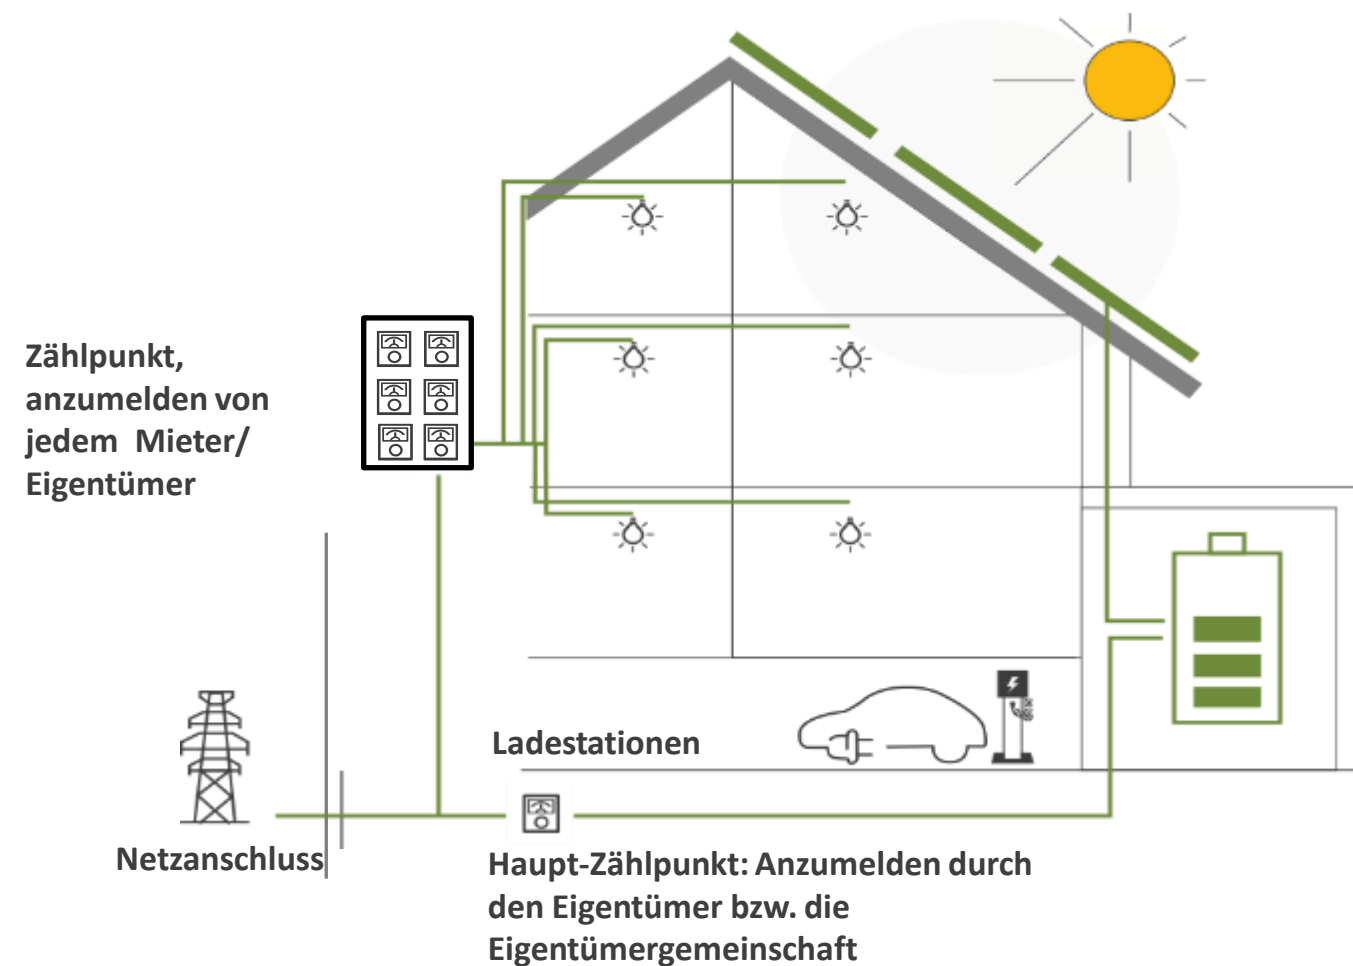 Zählpunkt,
anzumelden von
jedem Mieter/
Eigentümer
Ladestationen
Netzanschluss
Haupt-Zählpunkt: Anzumelden durch
den Eigentümer bzw. die
Eigentümergemeinschaft